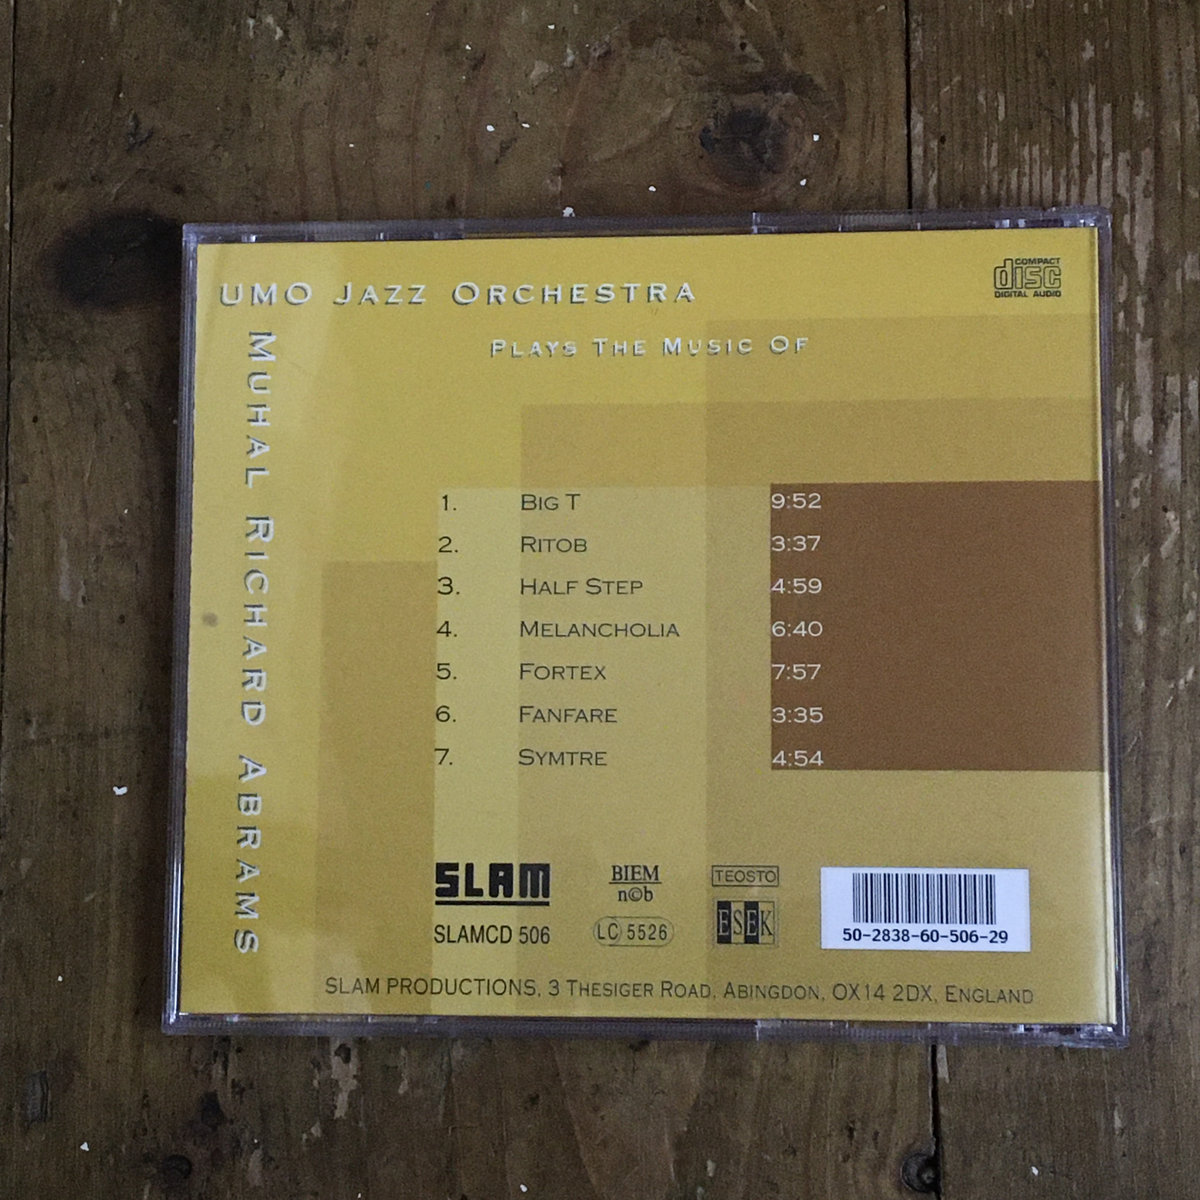 UMO JAZZ ORCHESTRA
COMPACT
disc
DIGITAL AUDIO
PLAYS THE MUSIC OF
MUHAL RICHARD ABRAMS
1. BIG T 9:52
2. RITOB 3:37
3. HALF STEP 4:59
4. MELANCHOLIA 6:40
5. FORTEX 7:57
6. FANFARE 3:35
7. SYMTRE 4:54
SLAM
SLAMCD 506
BIEM
n©b
LC 5526
TEOSTO
ESEK
50-2838-60-506-29
SLAM PRODUCTIONS, 3 THESIGER ROAD, ABINGDON, OX14 2DX, ENGLAND